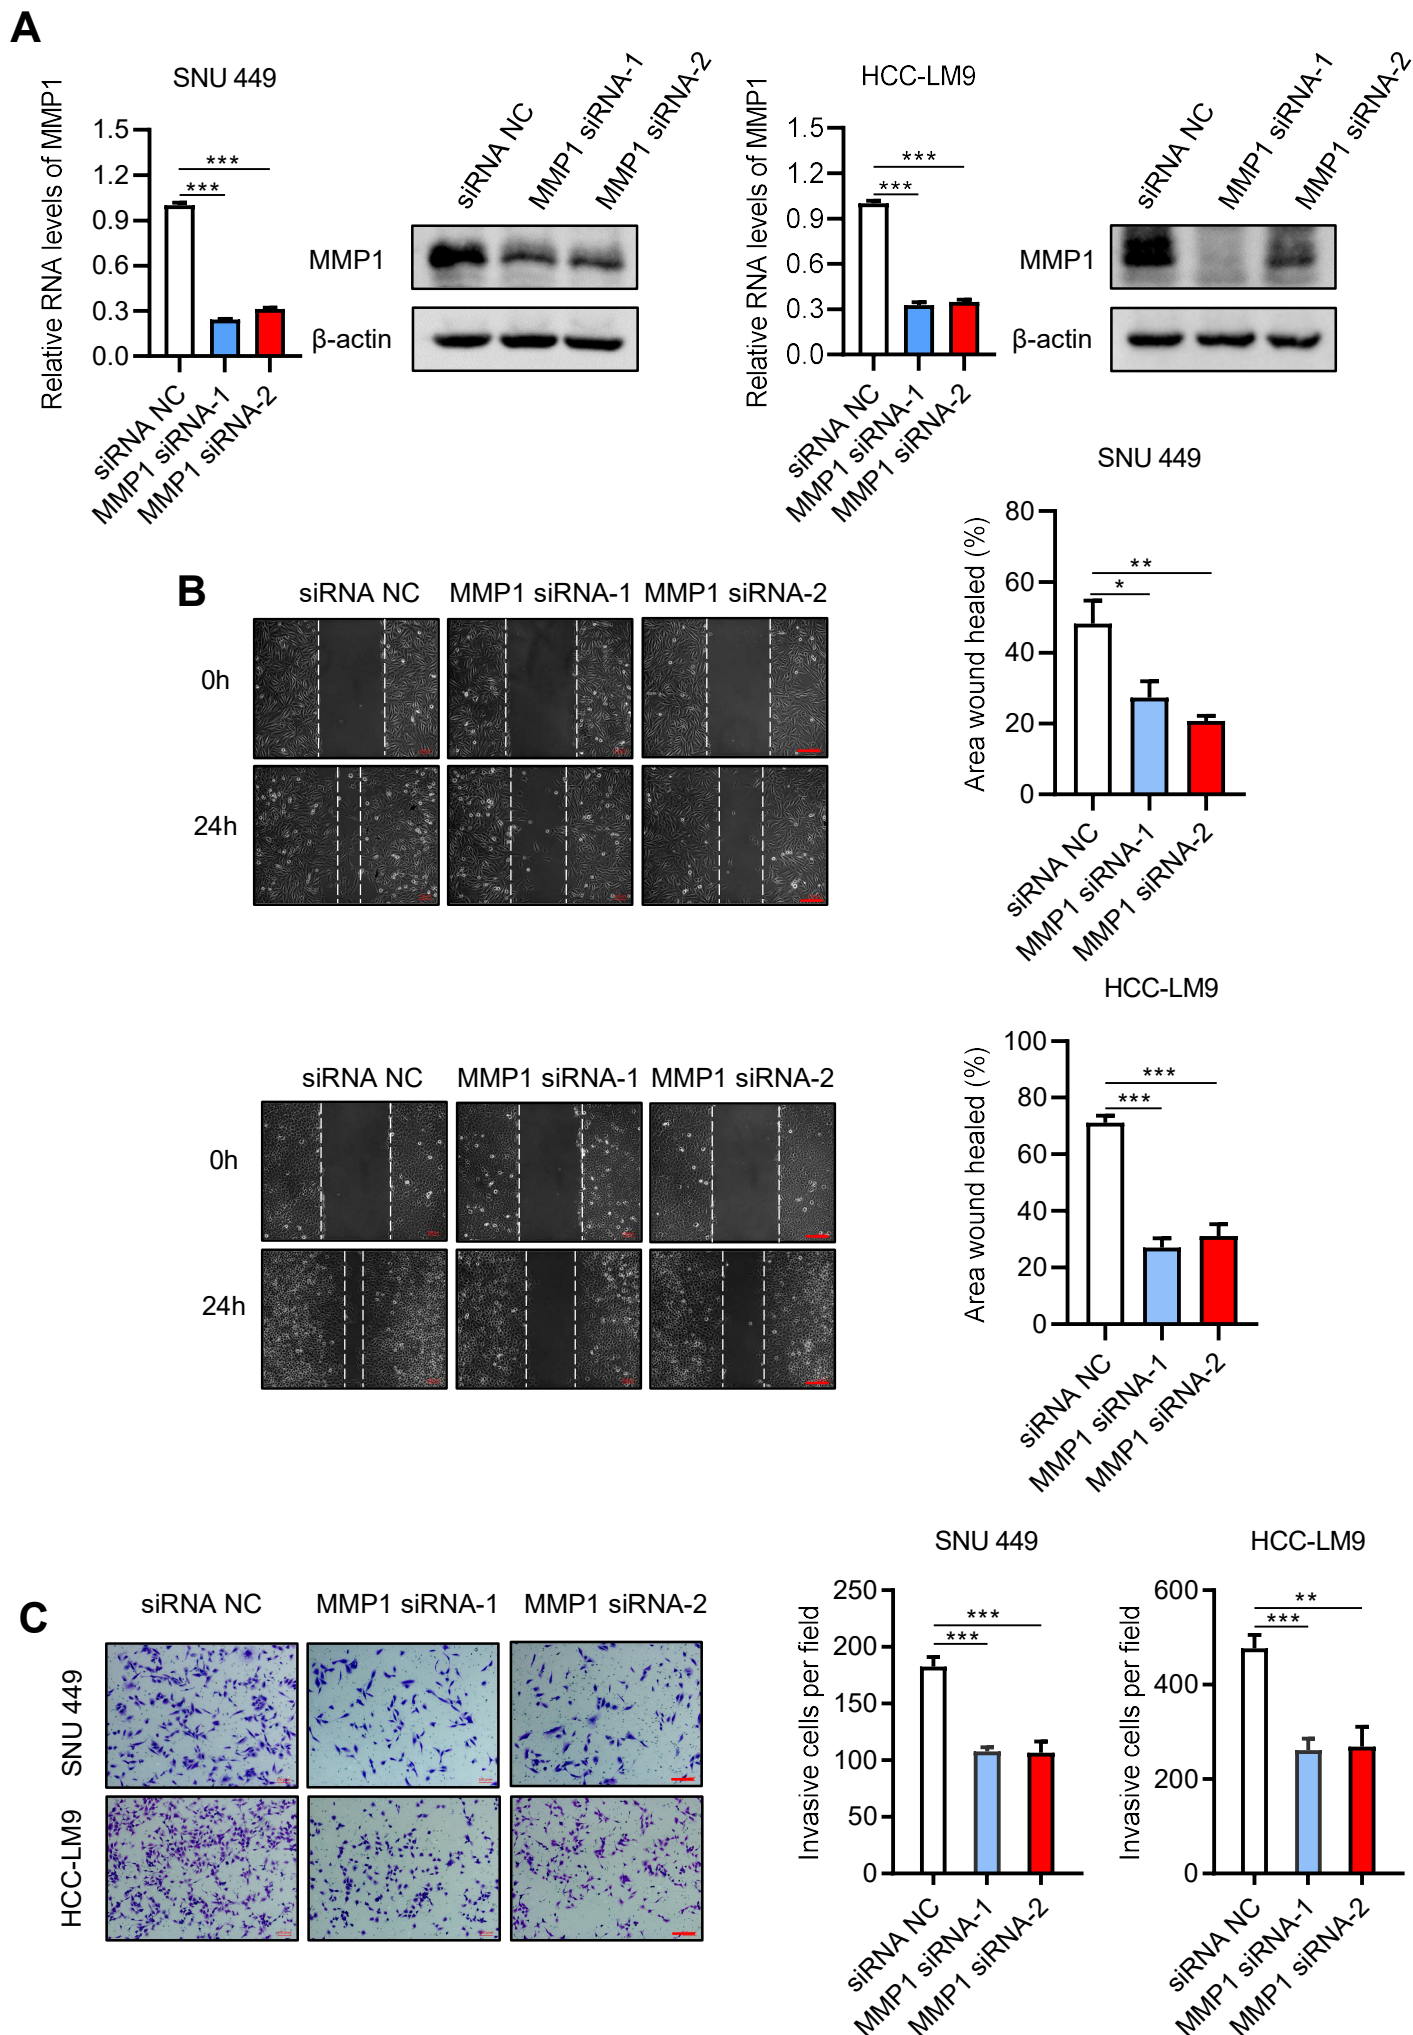 A
SNU 449
Relative RNA levels of MMP1
1.5
1.2
0.9
0.6
0.3
0.0
***
***
siRNA NC
MMP1 siRNA-1
MMP1 siRNA-2
siRNA NC
MMP1 siRNA-1
MMP1 siRNA-2
MMP1
β-actin
HCC-LM9
Relative RNA levels of MMP1
1.5
1.2
0.9
0.6
0.3
0.0
***
***
siRNA NC
MMP1 siRNA-1
MMP1 siRNA-2
siRNA NC
MMP1 siRNA-1
MMP1 siRNA-2
MMP1
β-actin
B
siRNA NC
MMP1 siRNA-1
MMP1 siRNA-2
0h
24h
SNU 449
Area wound healed (%)
80
60
40
20
0
**
*
siRNA NC
MMP1 siRNA-1
MMP1 siRNA-2
siRNA NC
MMP1 siRNA-1
MMP1 siRNA-2
0h
24h
HCC-LM9
Area wound healed (%)
100
80
60
40
20
0
***
***
siRNA NC
MMP1 siRNA-1
MMP1 siRNA-2
C
siRNA NC
MMP1 siRNA-1
MMP1 siRNA-2
SNU 449
HCC-LM9
SNU 449
Invasive cells per field
250
200
150
100
50
0
***
***
siRNA NC
MMP1 siRNA-1
MMP1 siRNA-2
HCC-LM9
Invasive cells per field
600
400
200
0
**
***
siRNA NC
MMP1 siRNA-1
MMP1 siRNA-2